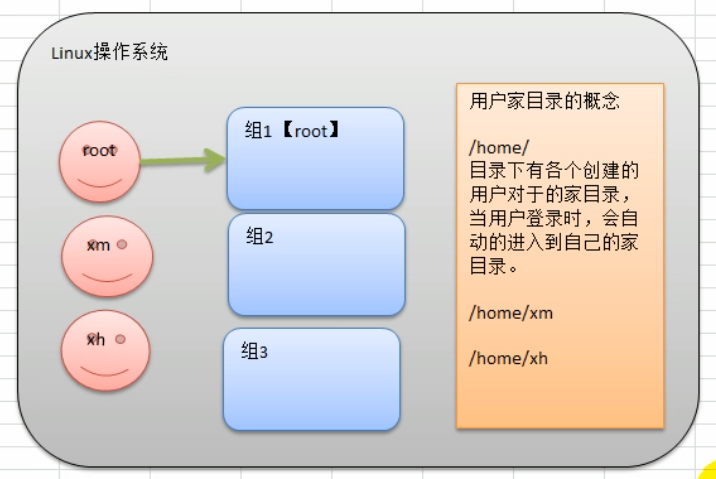 Linux操作系统
root
xm
xh
组1【root】
组2
组3
用户家目录的概念
/home/
目录下有各个创建的
用户对于的家目录，
当用户登录时，会自
动的进入到自己的家
目录。
/home/xm
/home/xh